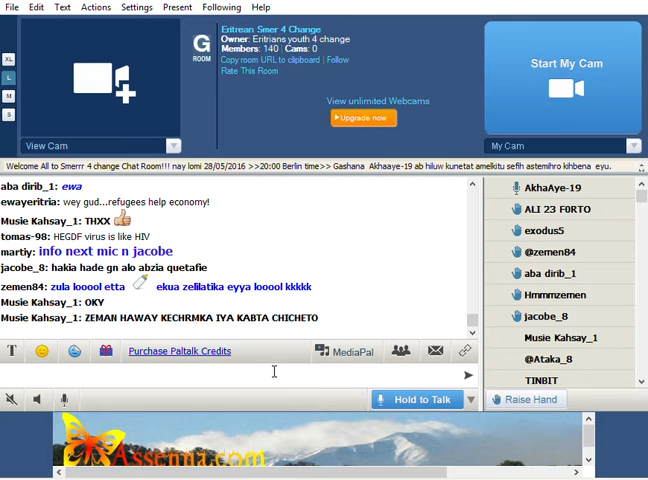 File Edit Text Actions Settings Present Following Help
XL
L
M
S
View Cam
G
ROOM
Eritrean Smer 4 Change
Owner: Eritrians youth 4 change
Members: 140 Cams: 0
Copy room URL to clipboard | Follow
Rate This Room
View unlimited Webcams
Upgrade now
Start My Cam
My Cam
Welcome All to Smerrr 4 change Chat Room!!! nay lomi 28/05/2016 >>20:00 Berlin time>> Gashana Akhaaye-19 ab hiluw kunetat amelkitu sefih astemihro kihbena eyu.
aba dirib_1: ewa
ewayeritria: wey gud...refugees help economy!
Musie Kahsay_1: THXX
tomas-98: HEGDF virus is like HIV
martiy: info next mic n jacobe
jacobe_8: hakia hade gn alo abzia quetafie
zemen84: zula looool etta ekua zelilatika eyya looool kkkkk
Musie Kahsay_1: OKY
Musie Kahsay_1: ZEMAN HAWAY KECHRMKA IYA KABTA CHICHETO
AkhaAye-19
ALI 23 FORTO
exodus5
@zemen84
aba dirib_1
Hmmmzemen
jacobe_8
Musie Kahsay_1
@Ataka_8
TINBIT
T
Purchase Paltalk Credits
MediaPal
Hold to Talk
Raise Hand
Assenna.com